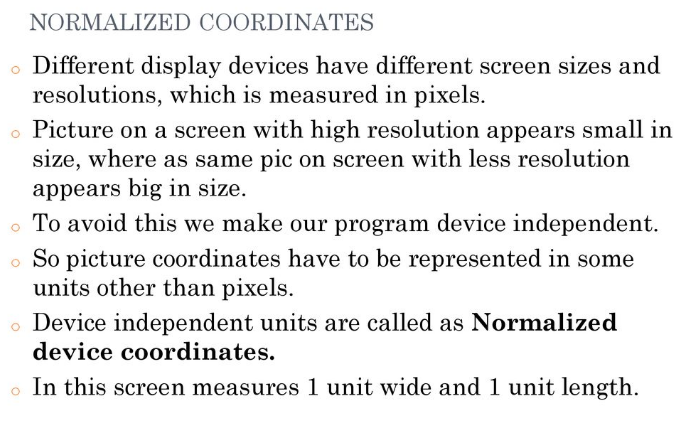 NORMALIZED COORDINATES
Different display devices have different screen sizes and
resolutions, which is measured in pixels.
Picture on a screen with high resolution appears small in
size, where as same pic on screen with less resolution
appears big in size.
To avoid this we make our program device independent.
So picture coordinates have to be represented in some
units other than pixels.
Device independent units are called as Normalized
device coordinates.
In this screen measures 1 unit wide and 1 unit length.